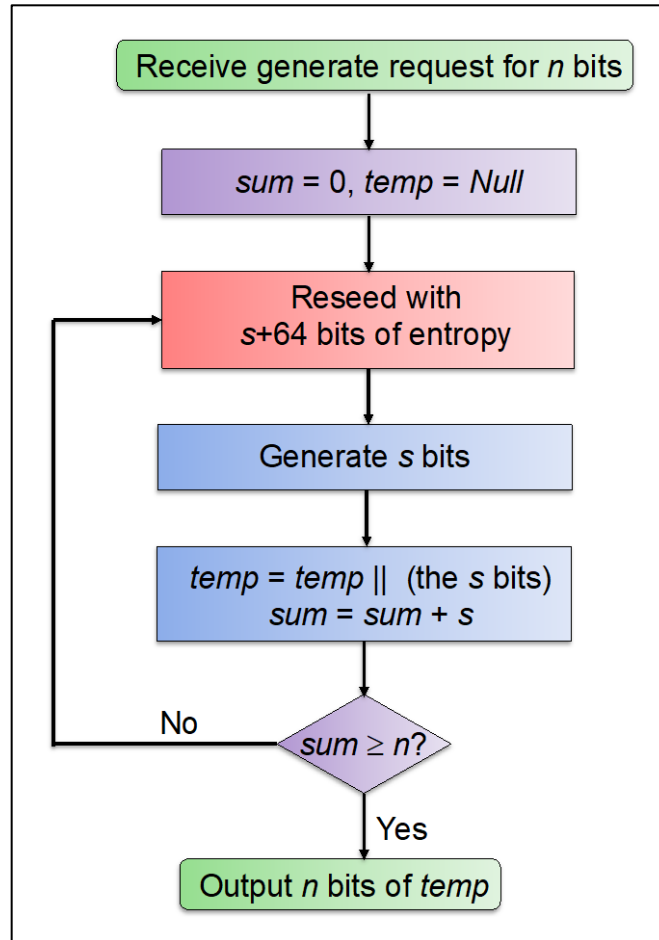 Receive generate request for n bits
sum = 0, temp = Null
Reseed with
s+64 bits of entropy
Generate s bits
temp = temp || (the s bits)
sum = sum + s
No
sum ≥ n?
Yes
Output n bits of temp